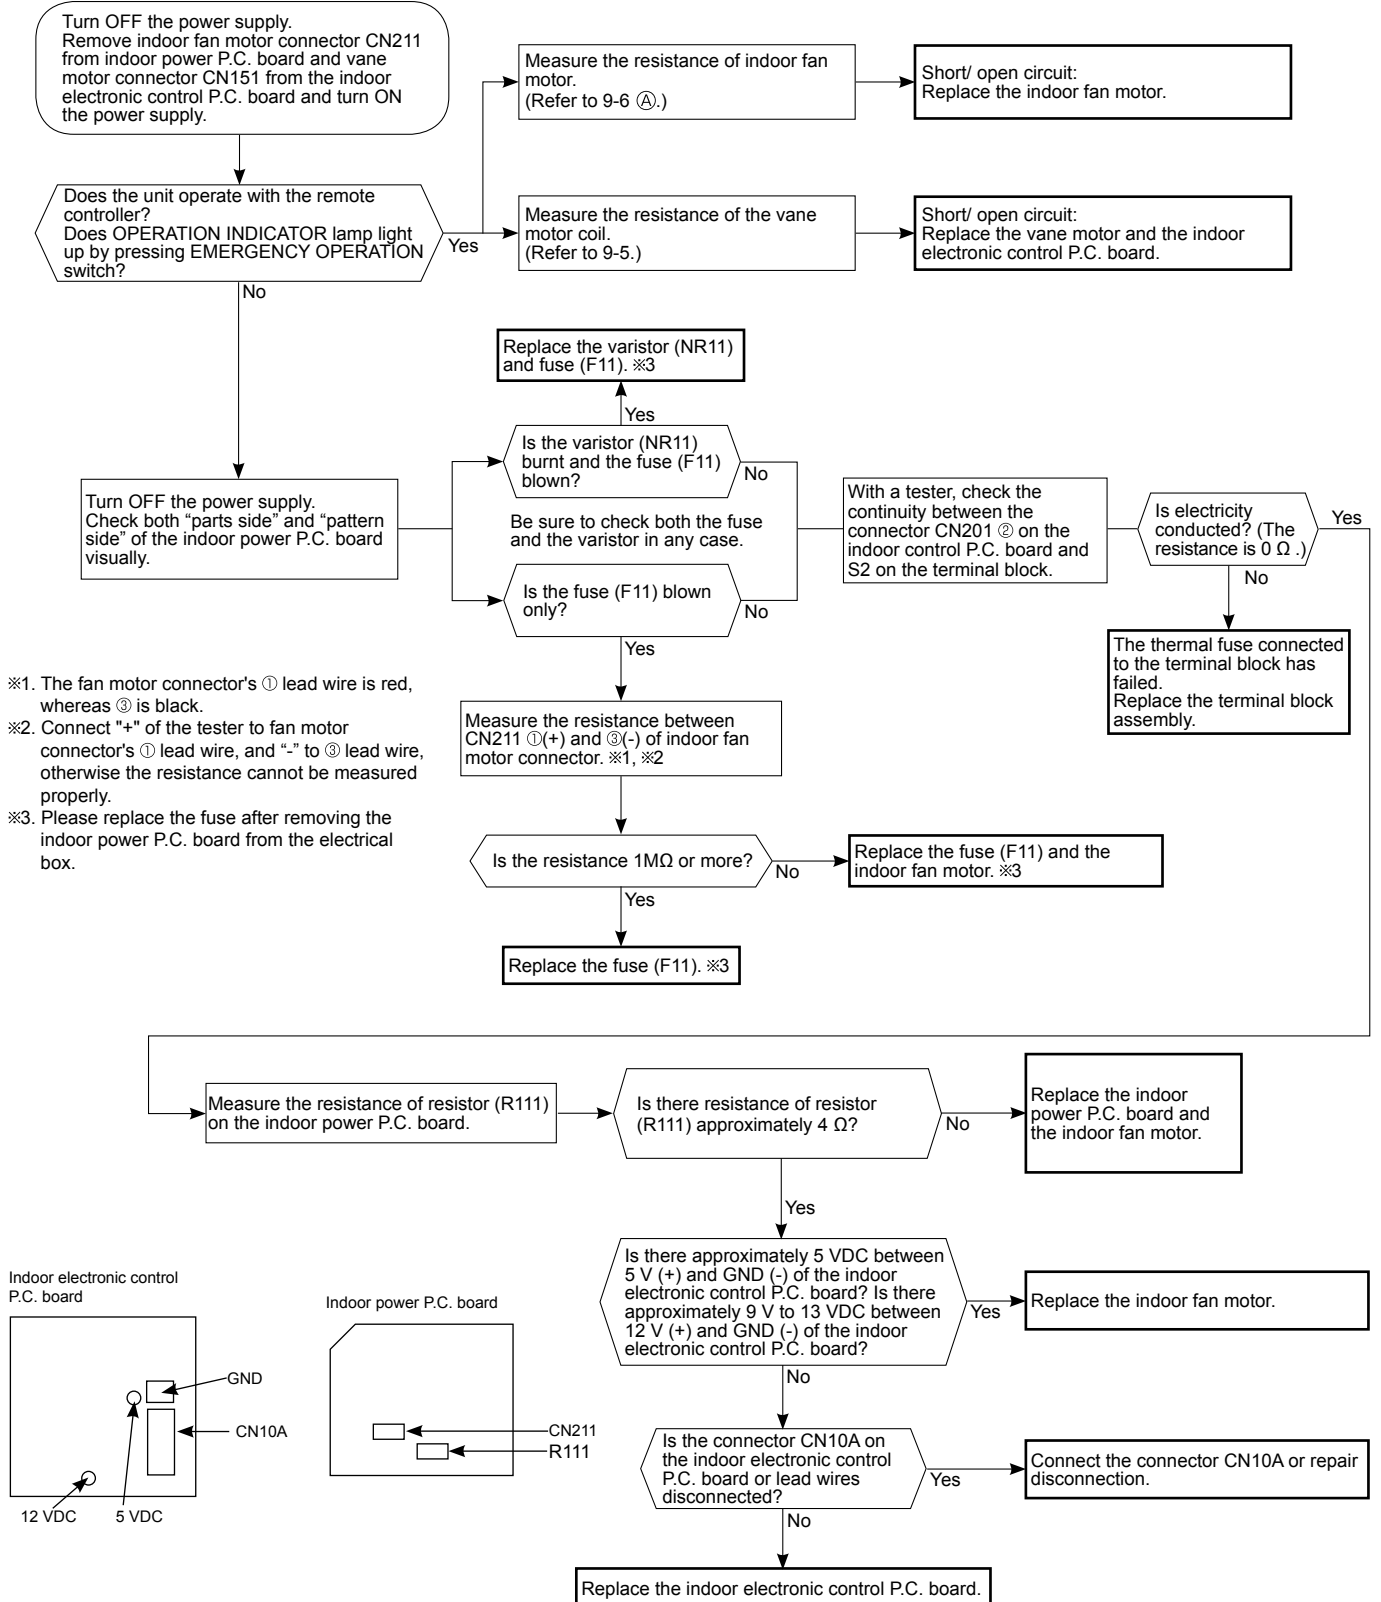 Turn OFF the power supply.
Remove indoor fan motor connector CN211
from indoor power P.C. board and vane
motor connector CN151 from the indoor
electronic control P.C. board and turn ON
the power supply.
Measure the resistance of indoor fan
motor.
(Refer to 9-6 Ⓐ.)
Short/ open circuit:
Replace the indoor fan motor.
Does the unit operate with the remote
controller?
Does OPERATION INDICATOR lamp light
up by pressing EMERGENCY OPERATION
switch?
Yes
Measure the resistance of the vane
motor coil.
(Refer to 9-5.)
Short/ open circuit:
Replace the vane motor and the indoor
electronic control P.C. board.
No
Replace the varistor (NR11)
and fuse (F11). ※3
Yes
Is the varistor (NR11)
burnt and the fuse (F11)
blown?
No
Turn OFF the power supply.
Check both “parts side” and “pattern
side” of the indoor power P.C. board
visually.
Be sure to check both the fuse
and the varistor in any case.
With a tester, check the
continuity between the
connector CN201 ② on the
indoor control P.C. board and
S2 on the terminal block.
Is electricity
conducted? (The
resistance is 0 Ω .)
Yes
No
Is the fuse (F11) blown
only?
No
Yes
The thermal fuse connected
to the terminal block has
failed.
Replace the terminal block
assembly.
※1. The fan motor connector's ① lead wire is red,
whereas ③ is black.
※2. Connect "+" of the tester to fan motor
connector's ① lead wire, and “-” to ③ lead wire,
otherwise the resistance cannot be measured
properly.
※3. Please replace the fuse after removing the
indoor power P.C. board from the electrical
box.
Measure the resistance between
CN211 ①(+) and ③(-) of indoor fan
motor connector. ※1, ※2
Is the resistance 1MΩ or more?
No
Replace the fuse (F11) and the
indoor fan motor. ※3
Yes
Replace the fuse (F11). ※3
Measure the resistance of resistor (R111)
on the indoor power P.C. board.
Is there resistance of resistor
(R111) approximately 4 Ω?
No
Replace the indoor
power P.C. board and
the indoor fan motor.
Yes
Is there approximately 5 VDC between
5 V (+) and GND (-) of the indoor
electronic control P.C. board? Is there
approximately 9 V to 13 VDC between
12 V (+) and GND (-) of the indoor
electronic control P.C. board?
Yes
Replace the indoor fan motor.
No
Indoor electronic control
P.C. board
GND
CN10A
12 VDC
5 VDC
Indoor power P.C. board
CN211
R111
Is the connector CN10A on
the indoor electronic control
P.C. board or lead wires
disconnected?
Yes
Connect the connector CN10A or repair
disconnection.
No
Replace the indoor electronic control P.C. board.